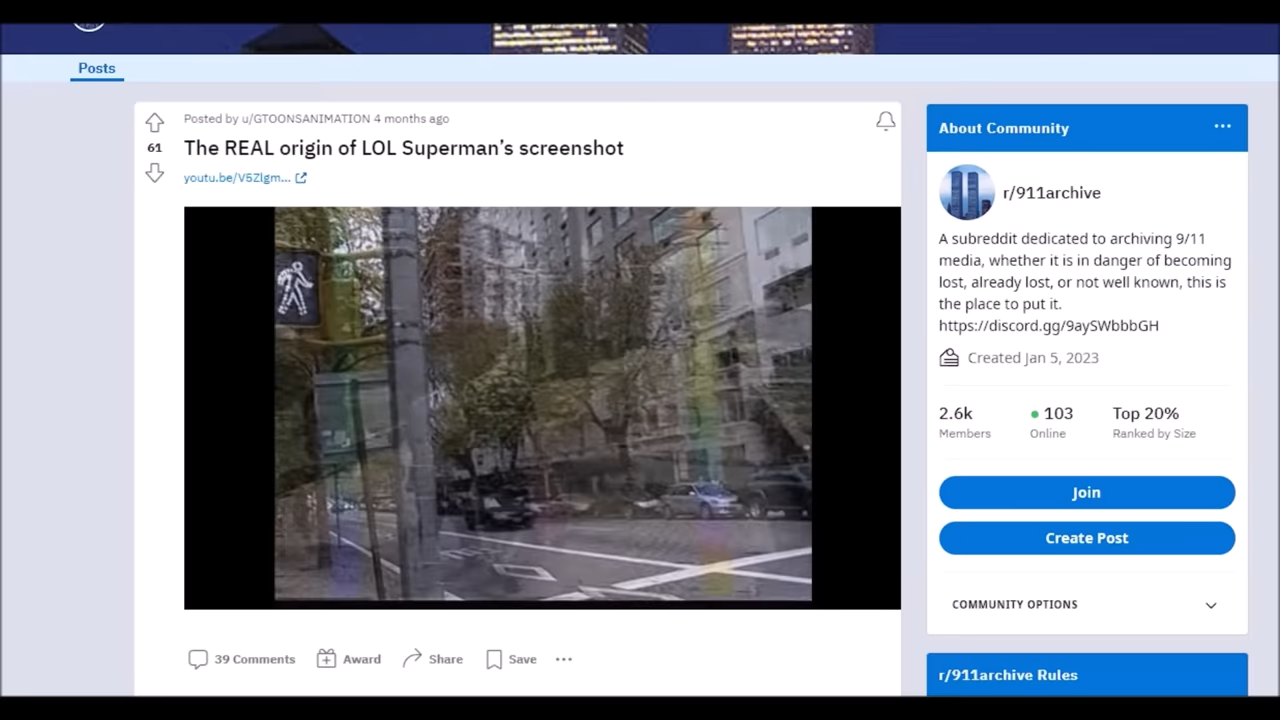 Posts
Posted by u/GTOONSANIMATION 4 months ago
61
The REAL origin of LOL Superman's screenshot
youtu.be/V5Zlgm...
39 Comments
Award
Share
Save
About Community
r/911archive
A subreddit dedicated to archiving 9/11
media, whether it is in danger of becoming
lost, already lost, or not well known, this is
the place to put it.
https://discord.gg/9aySWbbbGH
Created Jan 5, 2023
2.6k
Members
103
Online
Top 20%
Ranked by Size
Join
Create Post
COMMUNITY OPTIONS
r/911archive Rules